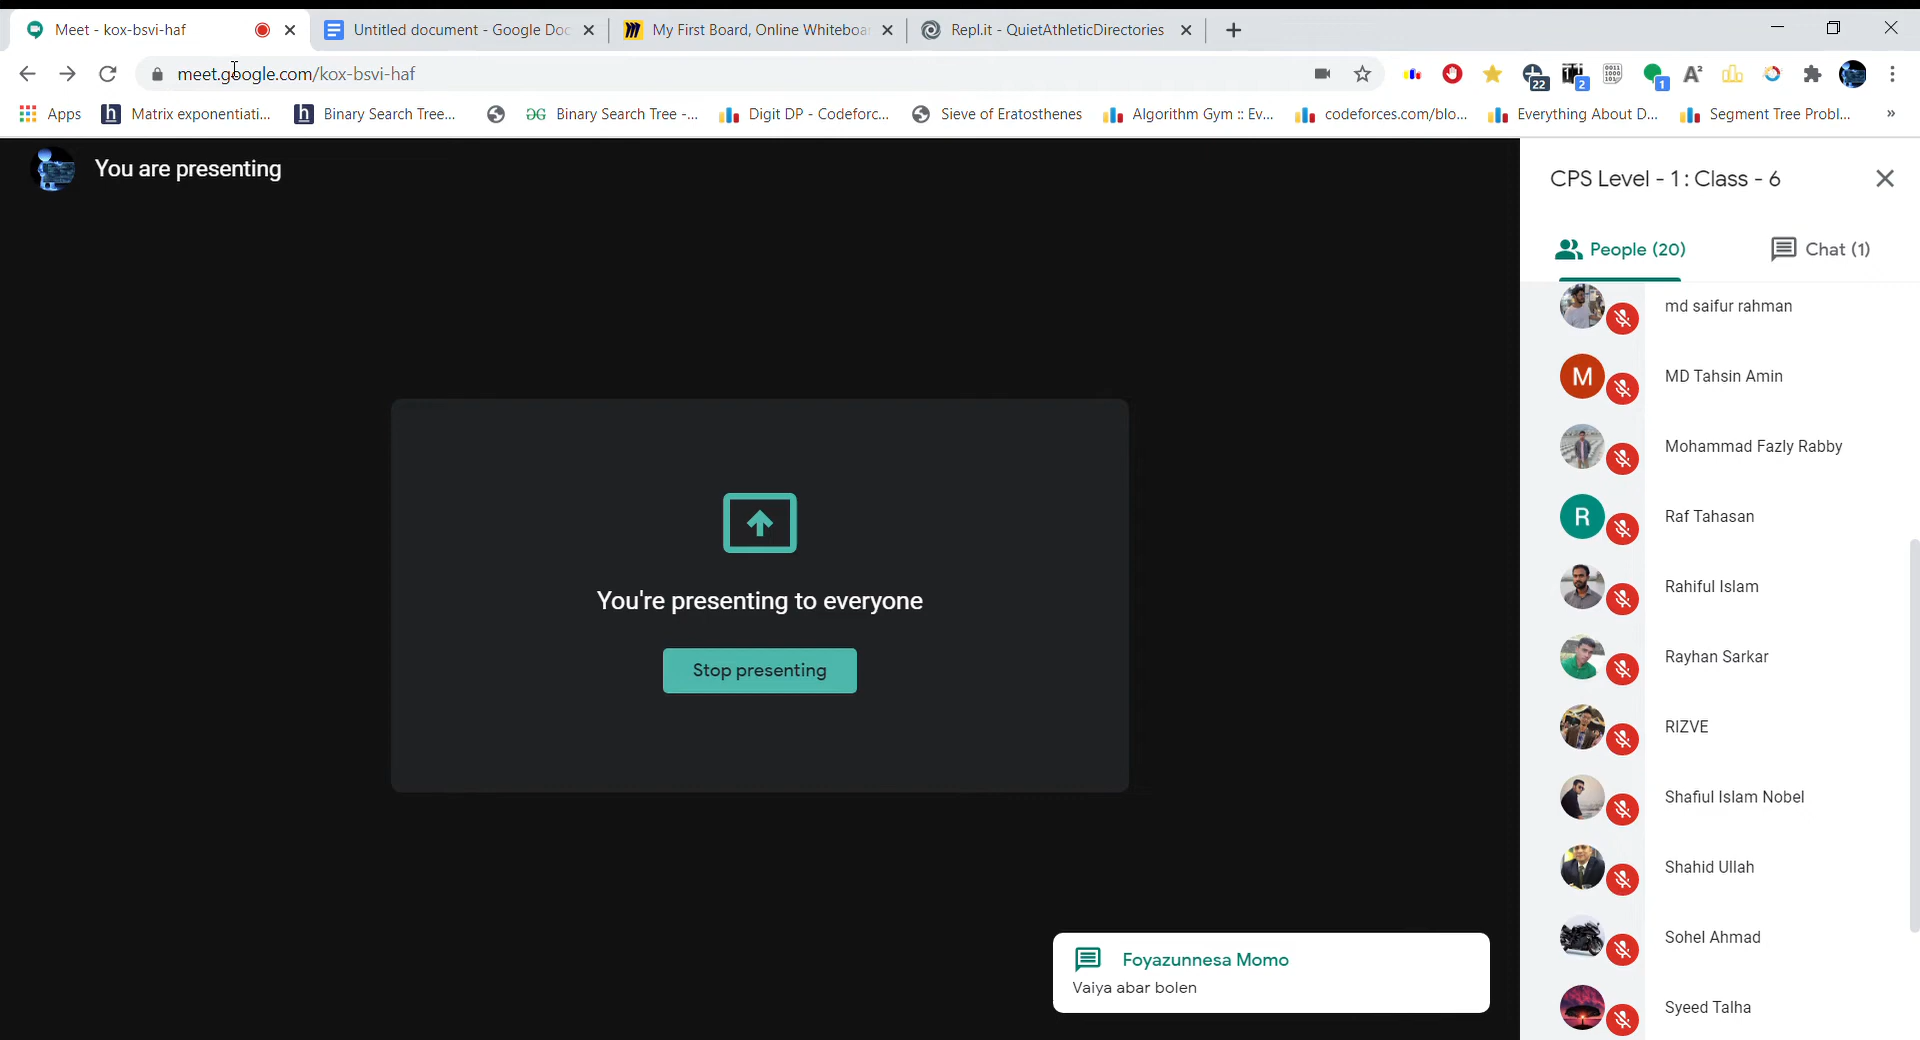 Meet - kox-bsvi-haf
Untitled document - Google Doc
My First Board, Online Whiteboa
Repl.it - QuietAthleticDirectories
meet.google.com/kox-bsvi-haf
22
2
1
Apps
Matrix exponentiati...
Binary Search Tree...
Binary Search Tree -...
Digit DP - Codeforc...
Sieve of Eratosthenes
Algorithm Gym :: Ev...
codeforces.com/blo...
Everything About D...
Segment Tree Probl...
»
You are presenting
CPS Level - 1 : Class - 6
People (20)
Chat (1)
md saifur rahman
M
MD Tahsin Amin
Mohammad Fazly Rabby
R
Raf Tahasan
Rahiful Islam
Rayhan Sarkar
RIZVE
Shafiul Islam Nobel
Shahid Ullah
Sohel Ahmad
Syeed Talha
You're presenting to everyone
Stop presenting
Foyazunnesa Momo
Vaiya abar bolen